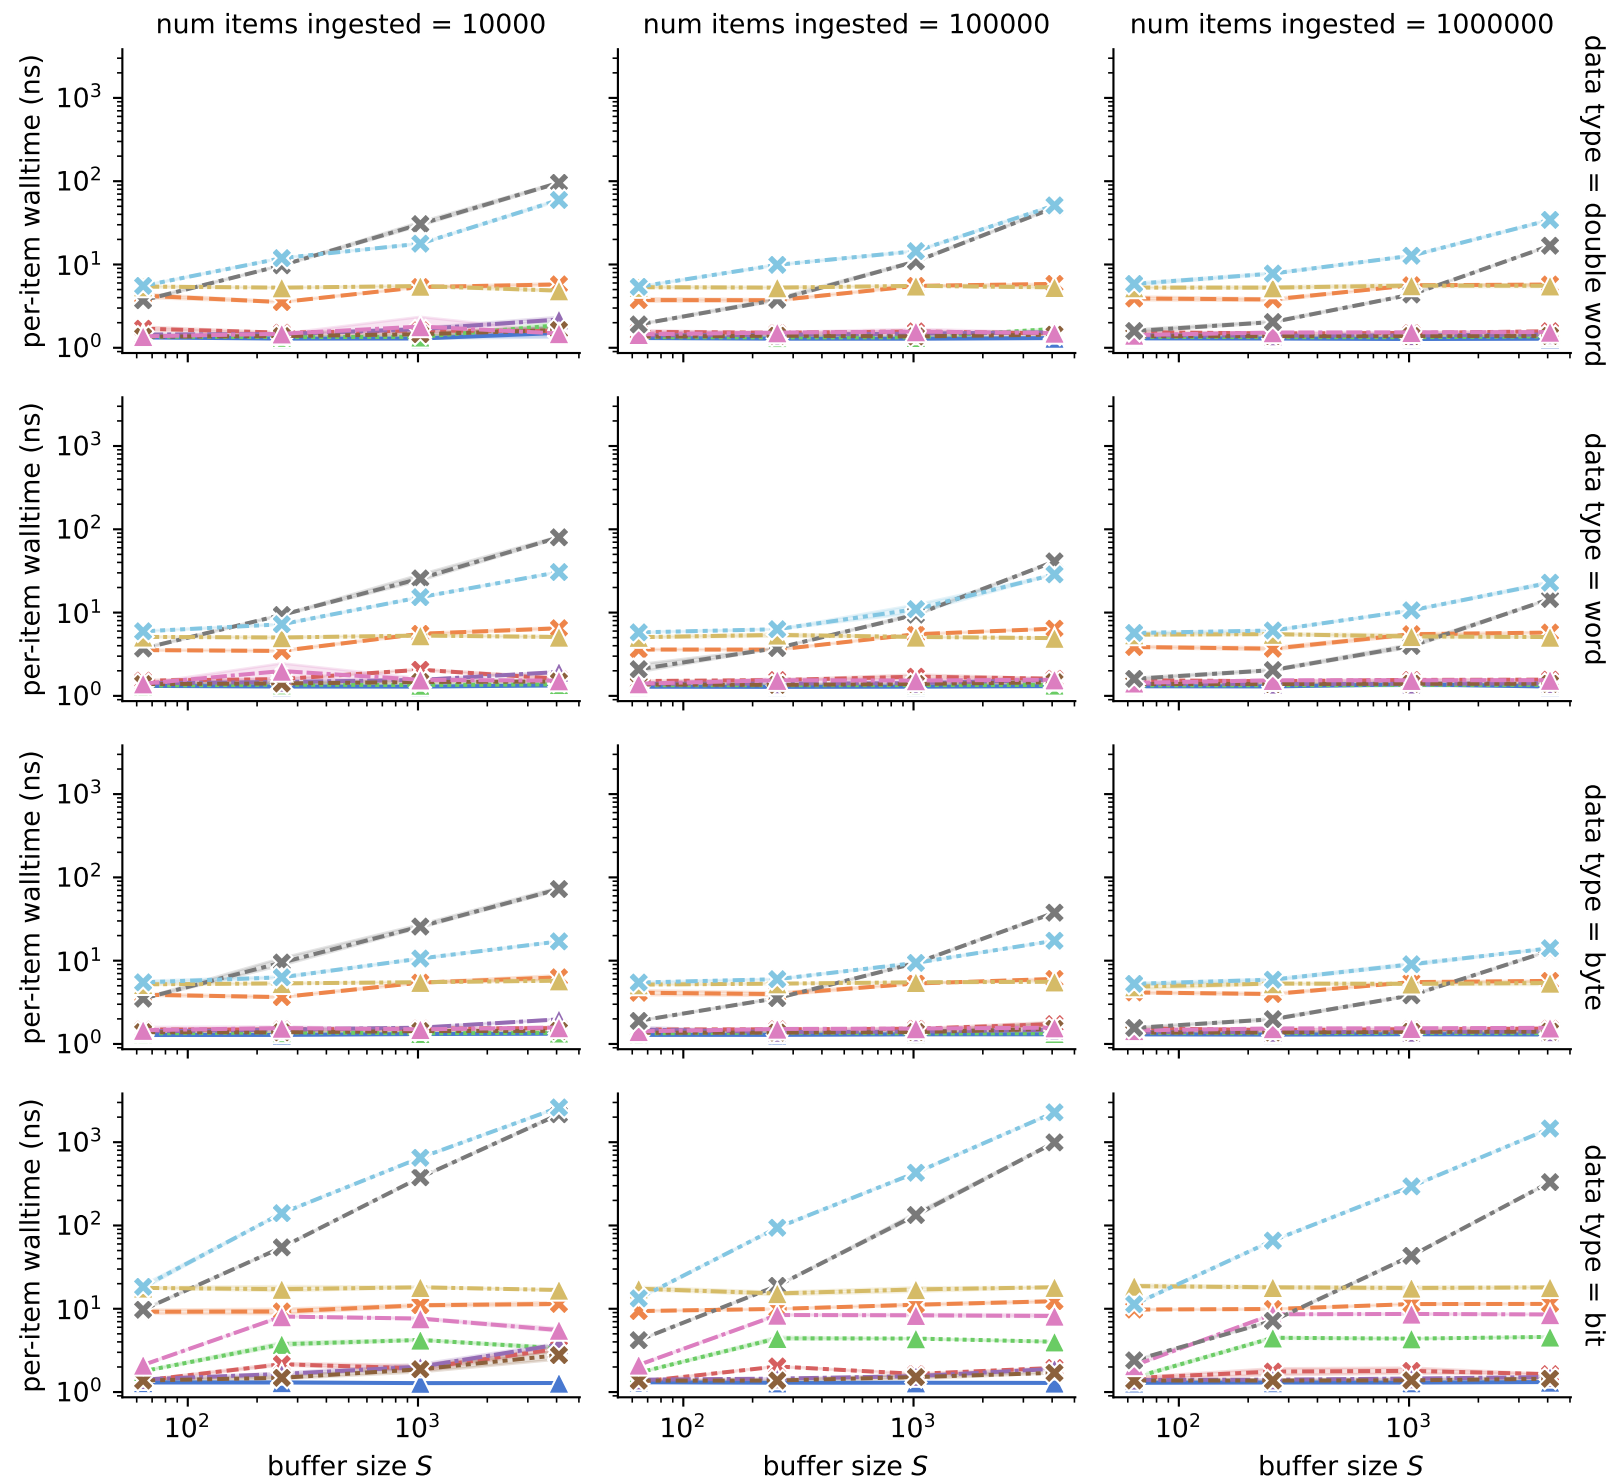 num items ingested = 10000
num items ingested = 100000
num items ingested = 1000000
per-item walltime (ns)
10³
10²
10¹
10⁰
data type = double word
per-item walltime (ns)
10³
10²
10¹
10⁰
data type = word
per-item walltime (ns)
10³
10²
10¹
10⁰
data type = byte
per-item walltime (ns)
10³
10²
10¹
10⁰
data type = bit
10² 10³
10² 10³
10² 10³
buffer size S
buffer size S
buffer size S